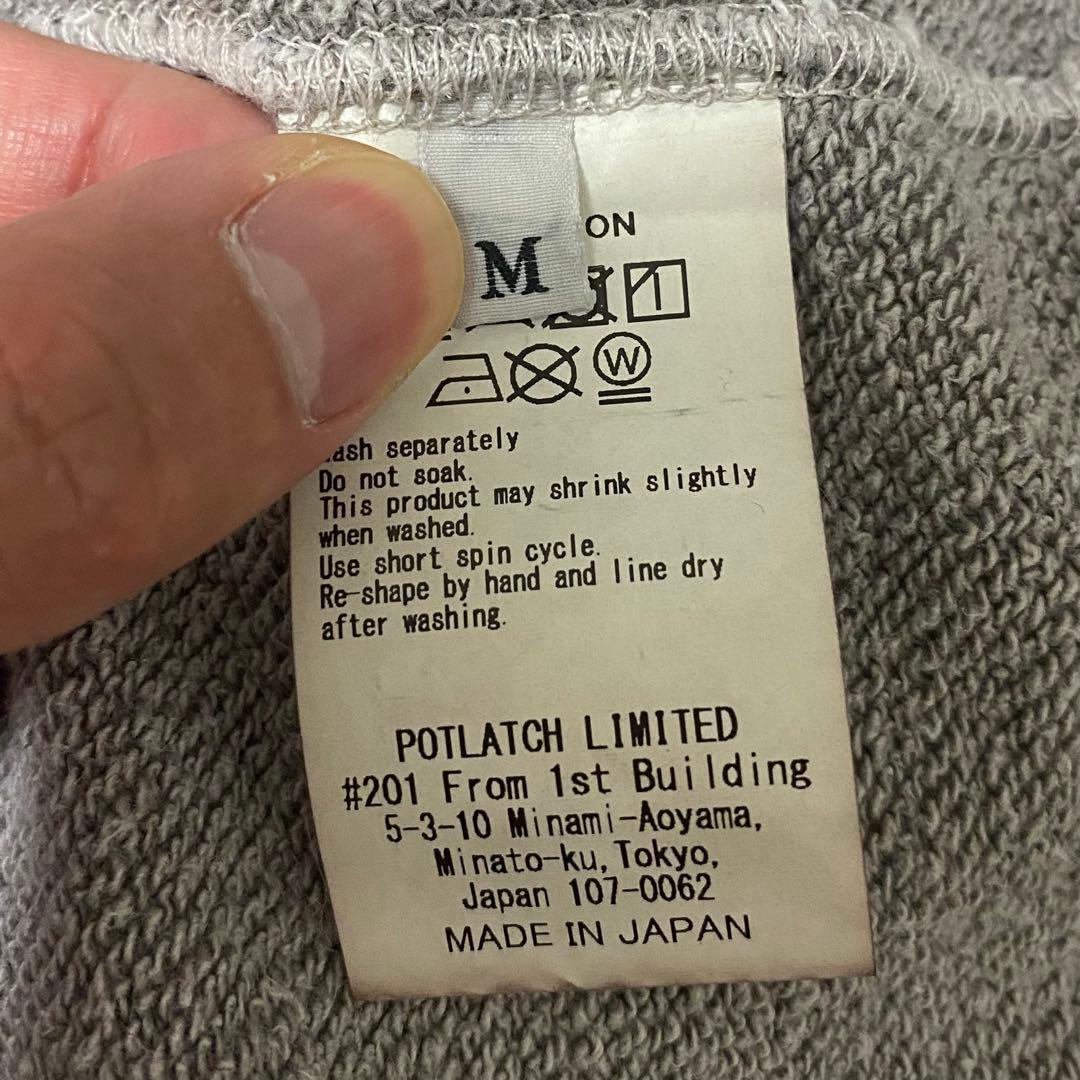 M
W
separately
Do not soak.
This product may shrink slightly
when washed.
Use short spin cycle.
Re-shape by hand and line dry
after washing.
POTLATCH LIMITED
#201 From 1st Building
5-3-10 Minami-Aoyama,
Minato-ku, Tokyo,
Japan 107-0062
MADE IN JAPAN